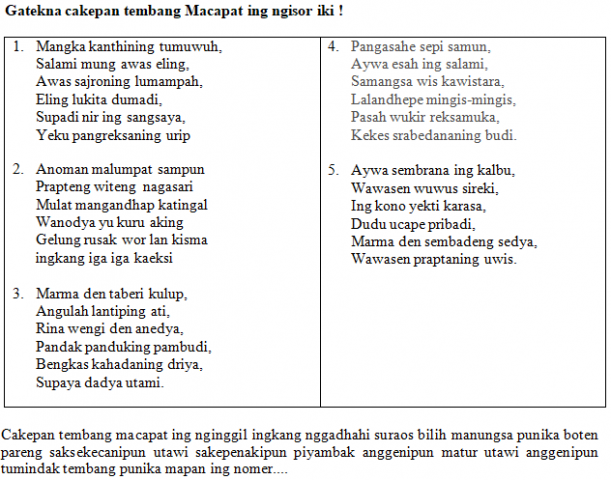 Gatekna cakepan tembang Macapat ing ngisor iki !
1. Mangka kanthining tumuwuh,
Salami mung awas eling,
Awas sajroning lumampah,
Eling lukita dumadi,
Supadi nir ing sangsaya,
Yeku pangreksaning urip
2. Anoman malumpat sampun
Prapteng witeng nagasari
Mulat mangandhap katingal
Wanodya yu kuru aking
Gelung rusak wor lan kisma
ingkang iga iga kaeksi
3. Marma den taberi kulup,
Angulah lantiping ati,
Rina wengi den anedya,
Pandak panduking pambudi,
Bengkas kahadaning driya,
Supaya dadya utami.
4. Pangasahe sepi samun,
Aywa esah ing salami,
Samangsa wis kawistara,
Lalandhepe mingis-mingis,
Pasah wukir reksamuka,
Kekes srabedananing budi.
5. Aywa sembrana ing kalbu,
Wawasen wuwus sireki,
Ing kono yekti karasa,
Dudu ucape pribadi,
Marma den sembadeng sedya,
Wawasen praptaning uwis.
Cakepan tembang macapat ing nginggil ingkang nggadhahi suraos bilih manungsa punika boten
pareng saksekecanipun utawi sakepenakipun piyambak anggenipun matur utawi anggenipun
tumindak tembang punika mapan ing nomer....